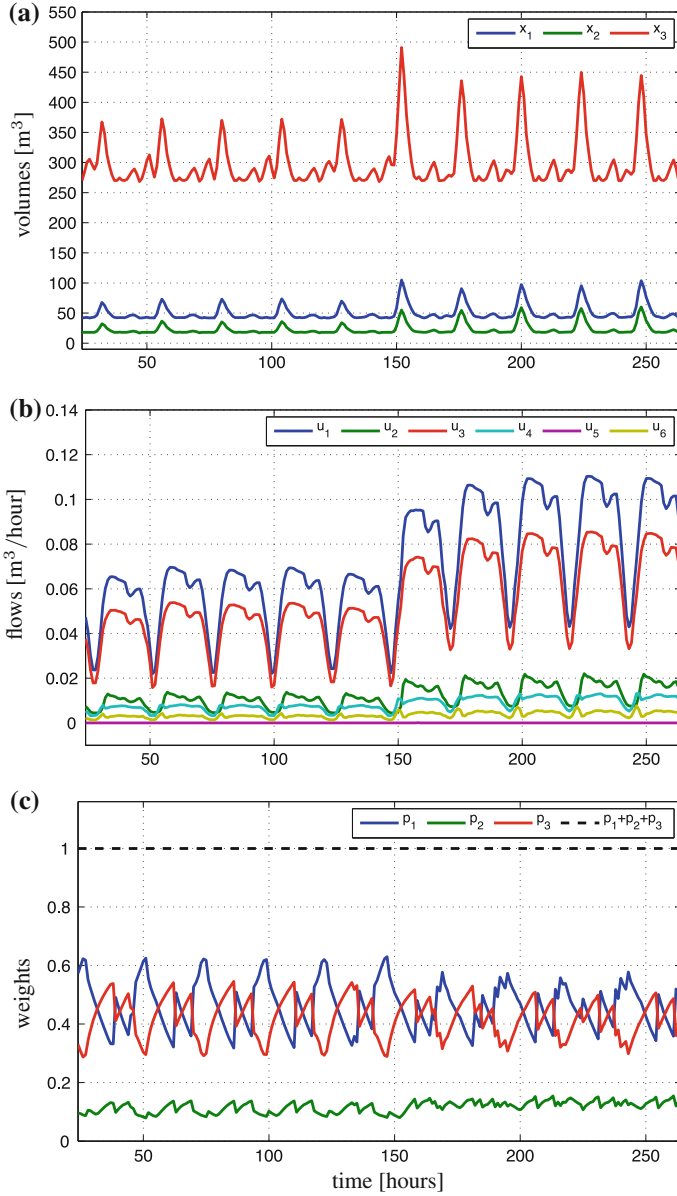 (a)
x₁ x₂ x₃
550
500
450
400
350
300
250
200
150
100
50
0
volumes [m³]
50 100 150 200 250
(b)
u₁ u₂ u₃ u₄ u₅ u₆
0.14
0.12
0.1
0.08
0.06
0.04
0.02
0
flows [m³/hour]
50 100 150 200 250
(c)
p₁ p₂ p₃ p₁+p₂+p₃
1
0.8
0.6
0.4
0.2
0
weights
50 100 150 200 250
time [hours]